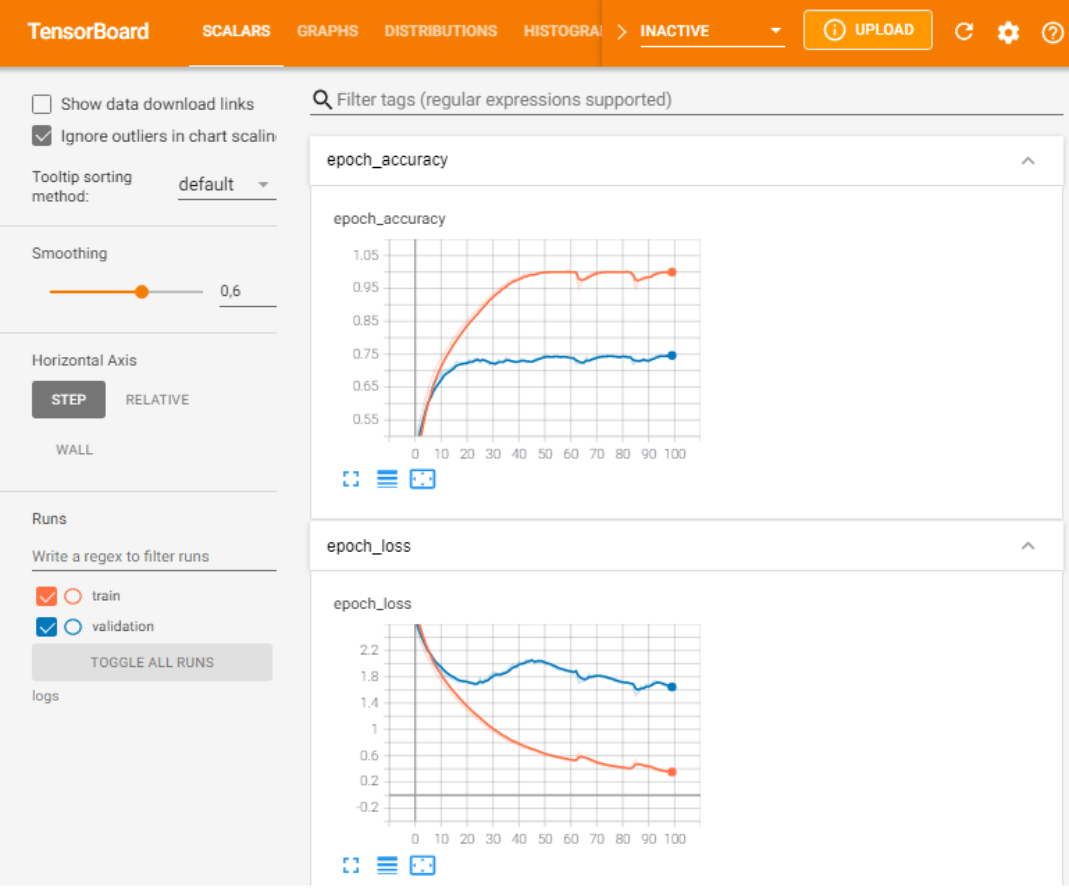 TensorBoard
SCALARS GRAPHS DISTRIBUTIONS HISTOGRA INACTIVE UPLOAD
Show data download links
Ignore outliers in chart scalin
Tooltip sorting
method:
default
Smoothing
0,6
Horizontal Axis
STEP RELATIVE
WALL
Runs
Write a regex to filter runs
train
validation
TOGGLE ALL RUNS
logs
Filter tags (regular expressions supported)
epoch_accuracy
epoch_accuracy
1.05
0.95
0.85
0.75
0.65
0.55
0 10 20 30 40 50 60 70 80 90 100
epoch_loss
epoch_loss
2.2
1.8
1.4
1
0.6
0.2
-0.2
0 10 20 30 40 50 60 70 80 90 100